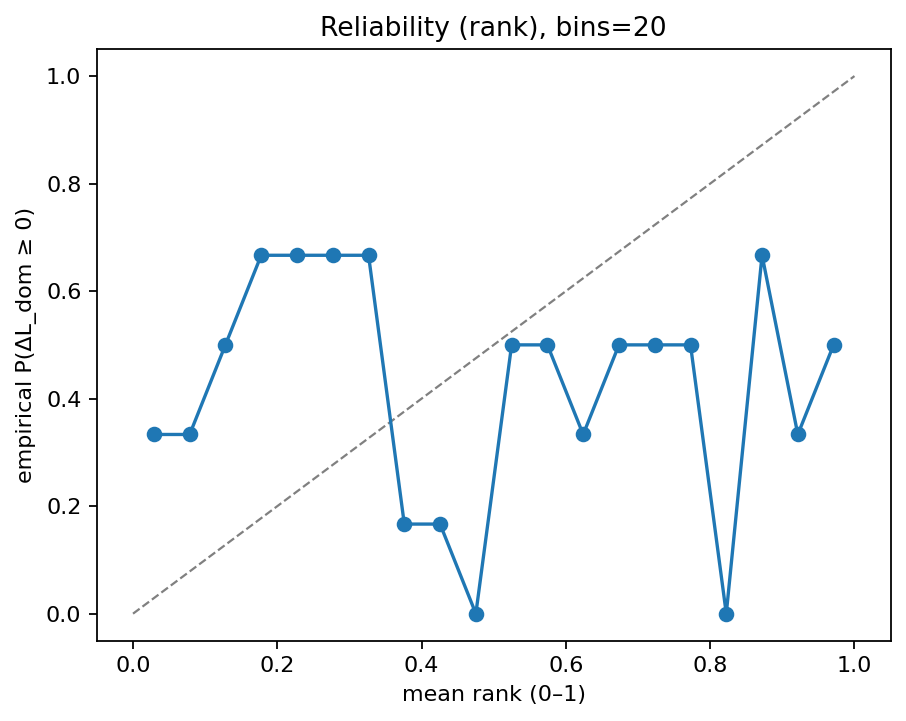 Reliability (rank), bins=20
empirical P(ΔL_dom ≥ 0)
1.0
0.8
0.6
0.4
0.2
0.0
0.0 0.2 0.4 0.6 0.8 1.0
mean rank (0–1)